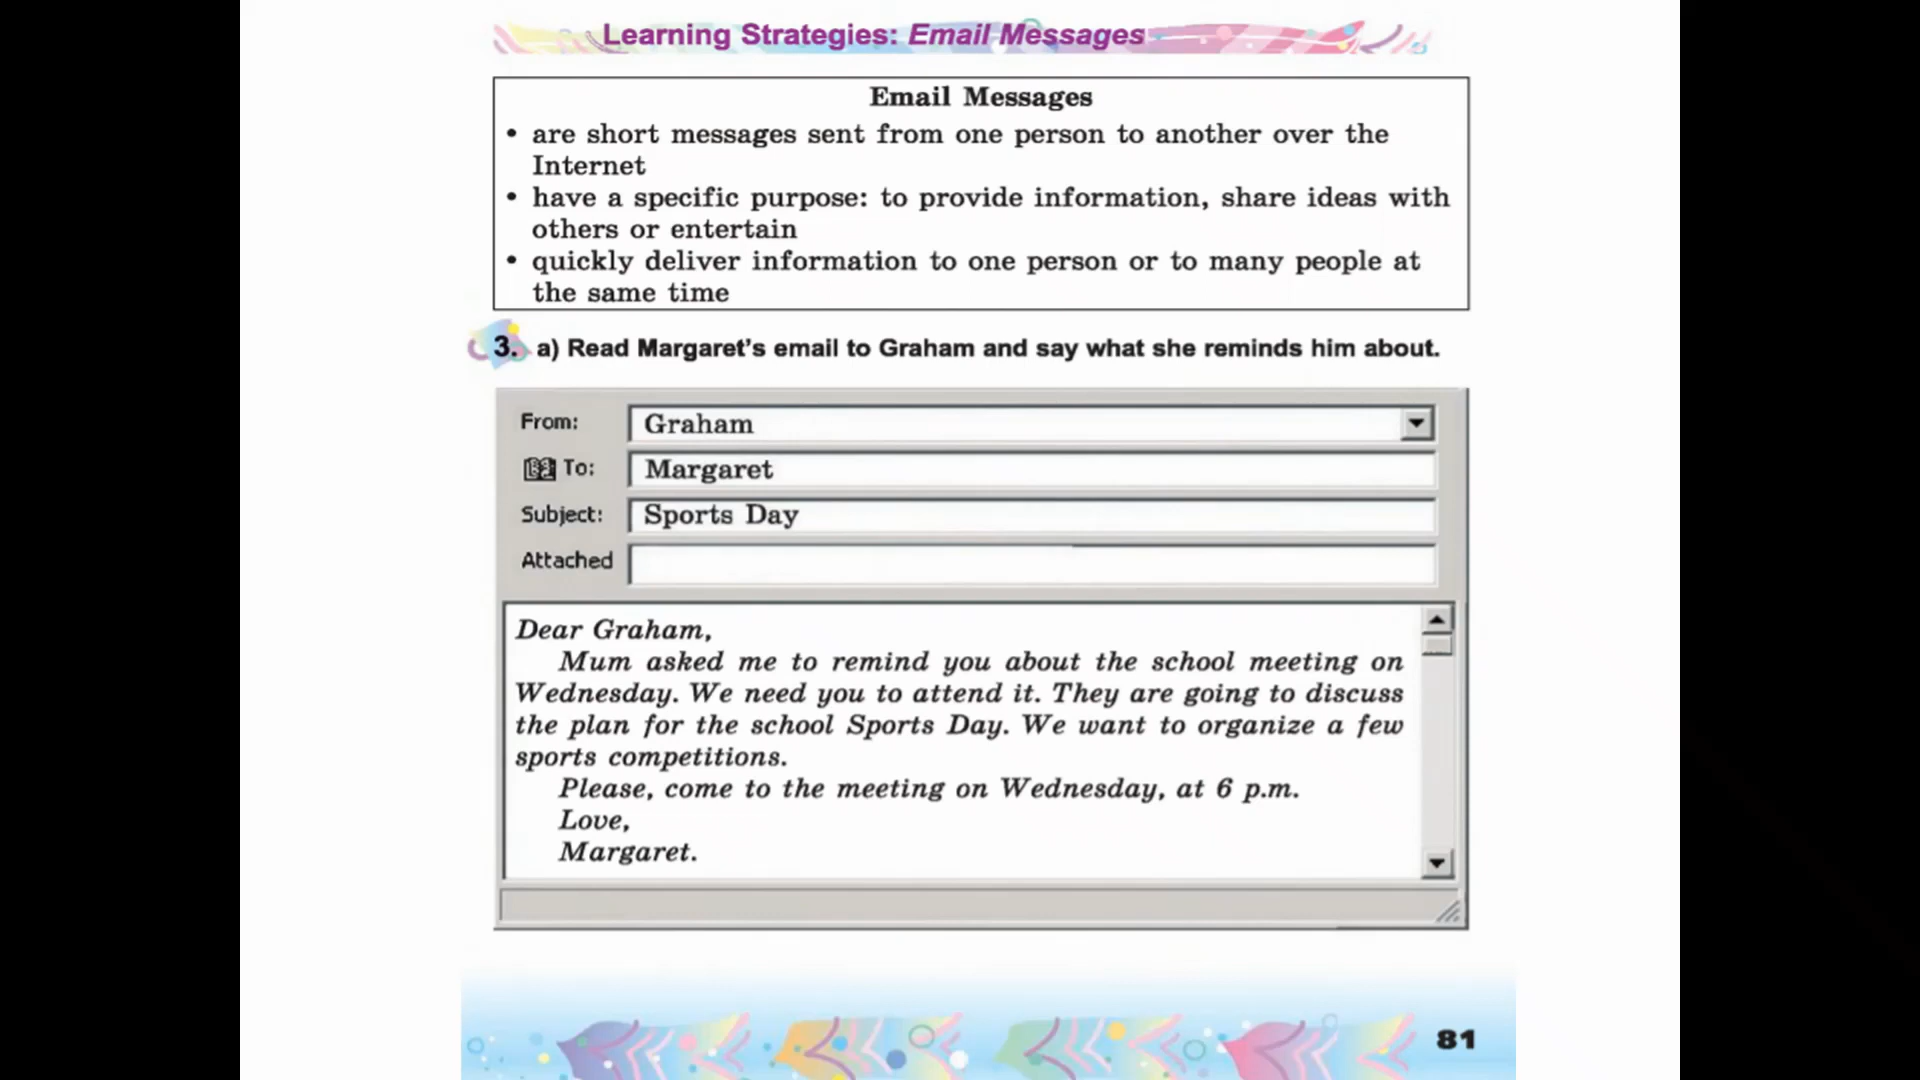 Learning Strategies: Email Messages
Email Messages
• are short messages sent from one person to another over the
Internet
• have a specific purpose: to provide information, share ideas with
others or entertain
• quickly deliver information to one person or to many people at
the same time
3. a) Read Margaret's email to Graham and say what she reminds him about.
From: Graham
To: Margaret
Subject: Sports Day
Attached
Dear Graham,
Mum asked me to remind you about the school meeting on
Wednesday. We need you to attend it. They are going to discuss
the plan for the school Sports Day. We want to organize a few
sports competitions.
Please, come to the meeting on Wednesday, at 6 p.m.
Love,
Margaret.
81